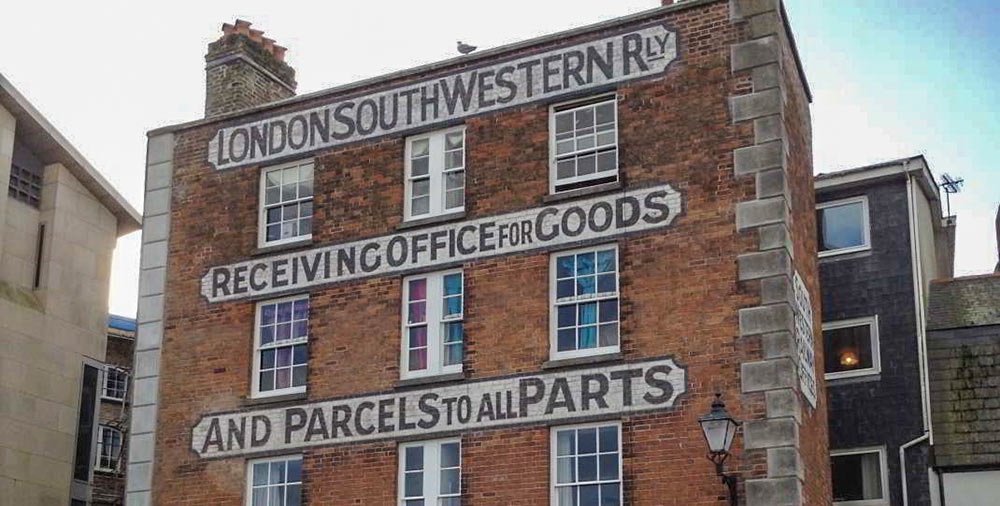 LONDON SOUTH WESTERN RLY
RECEIVING OFFICE FOR GOODS
AND PARCELS TO ALL PARTS